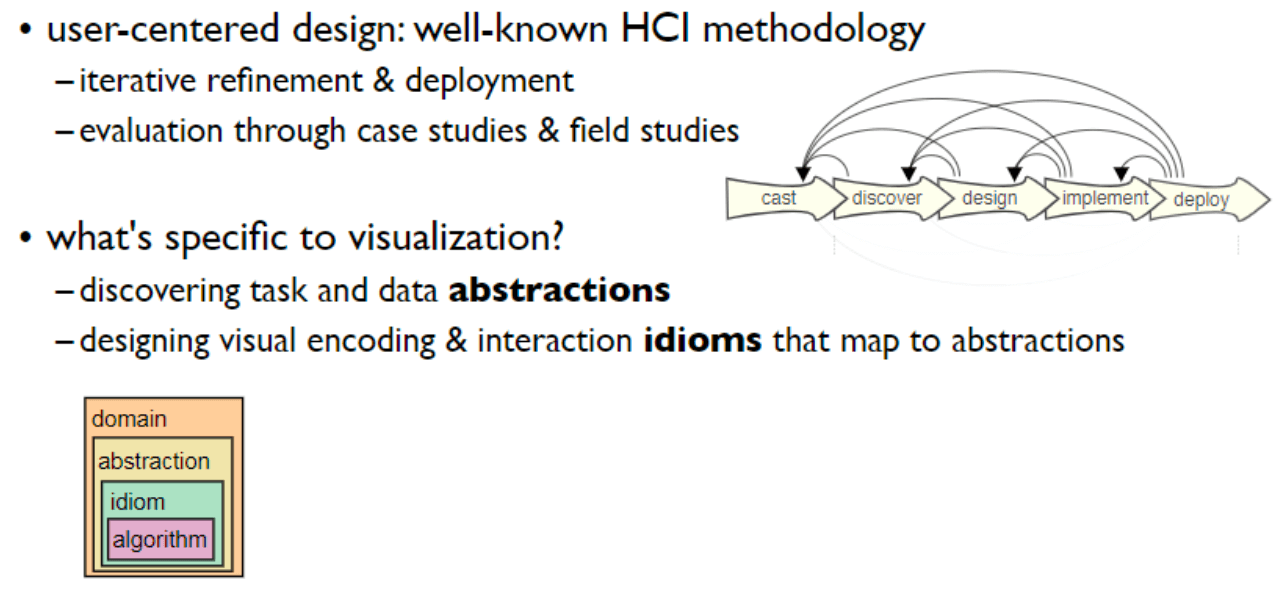 • user-centered design: well-known HCI methodology
–iterative refinement & deployment
–evaluation through case studies & field studies
cast discover design implement deploy
• what's specific to visualization?
–discovering task and data abstractions
–designing visual encoding & interaction idioms that map to abstractions
domain
abstraction
idiom
algorithm